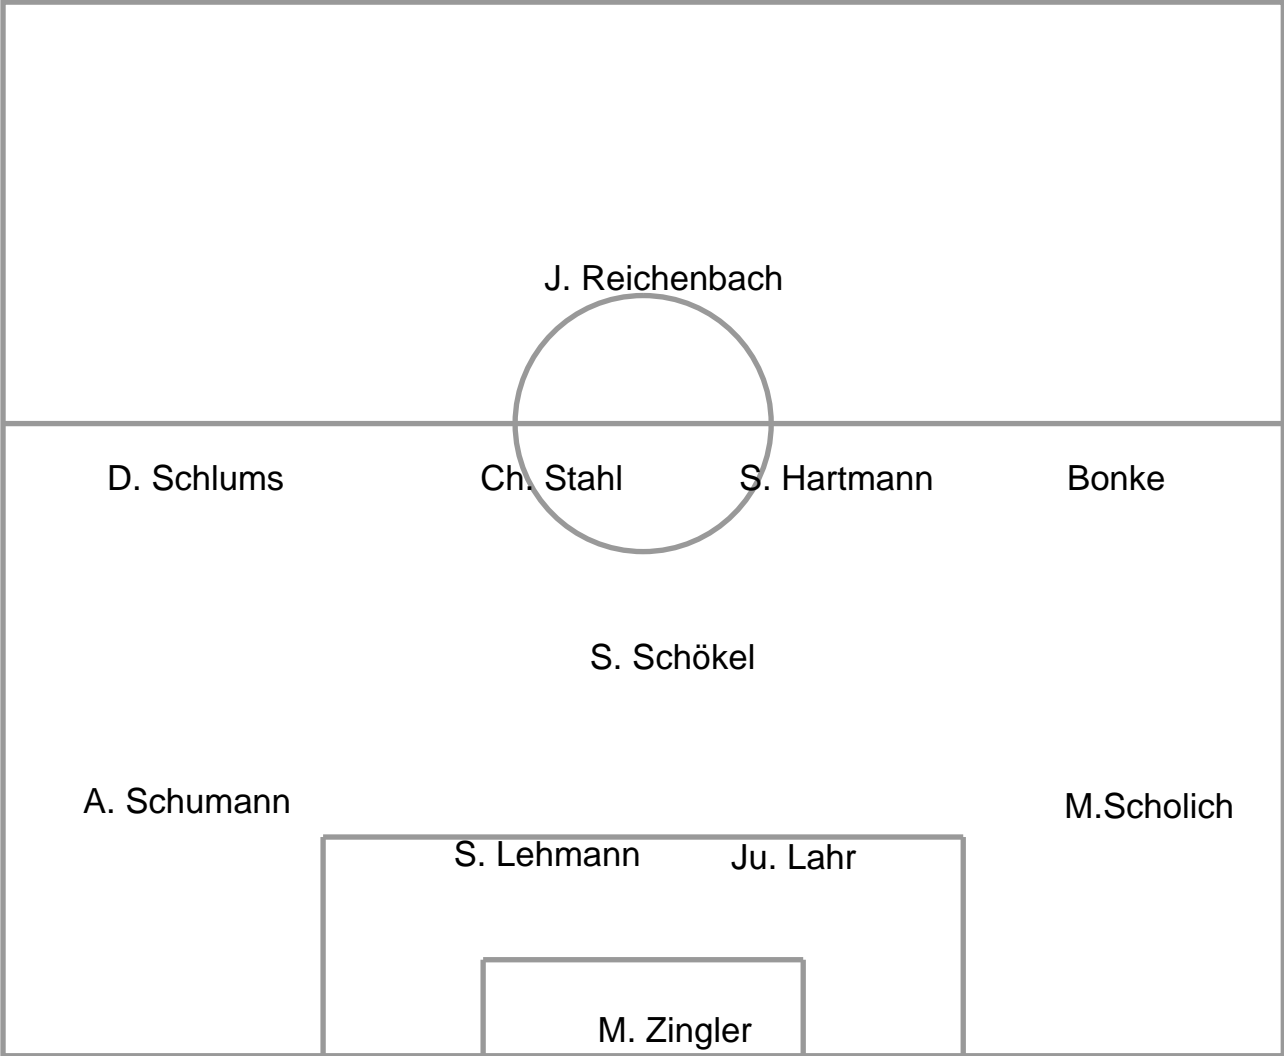 J. Reichenbach
D. Schlums Ch. Stahl S. Hartmann Bonke
S. Schökel
A. Schumann M.Scholich
S. Lehmann Ju. Lahr
M. Zingler